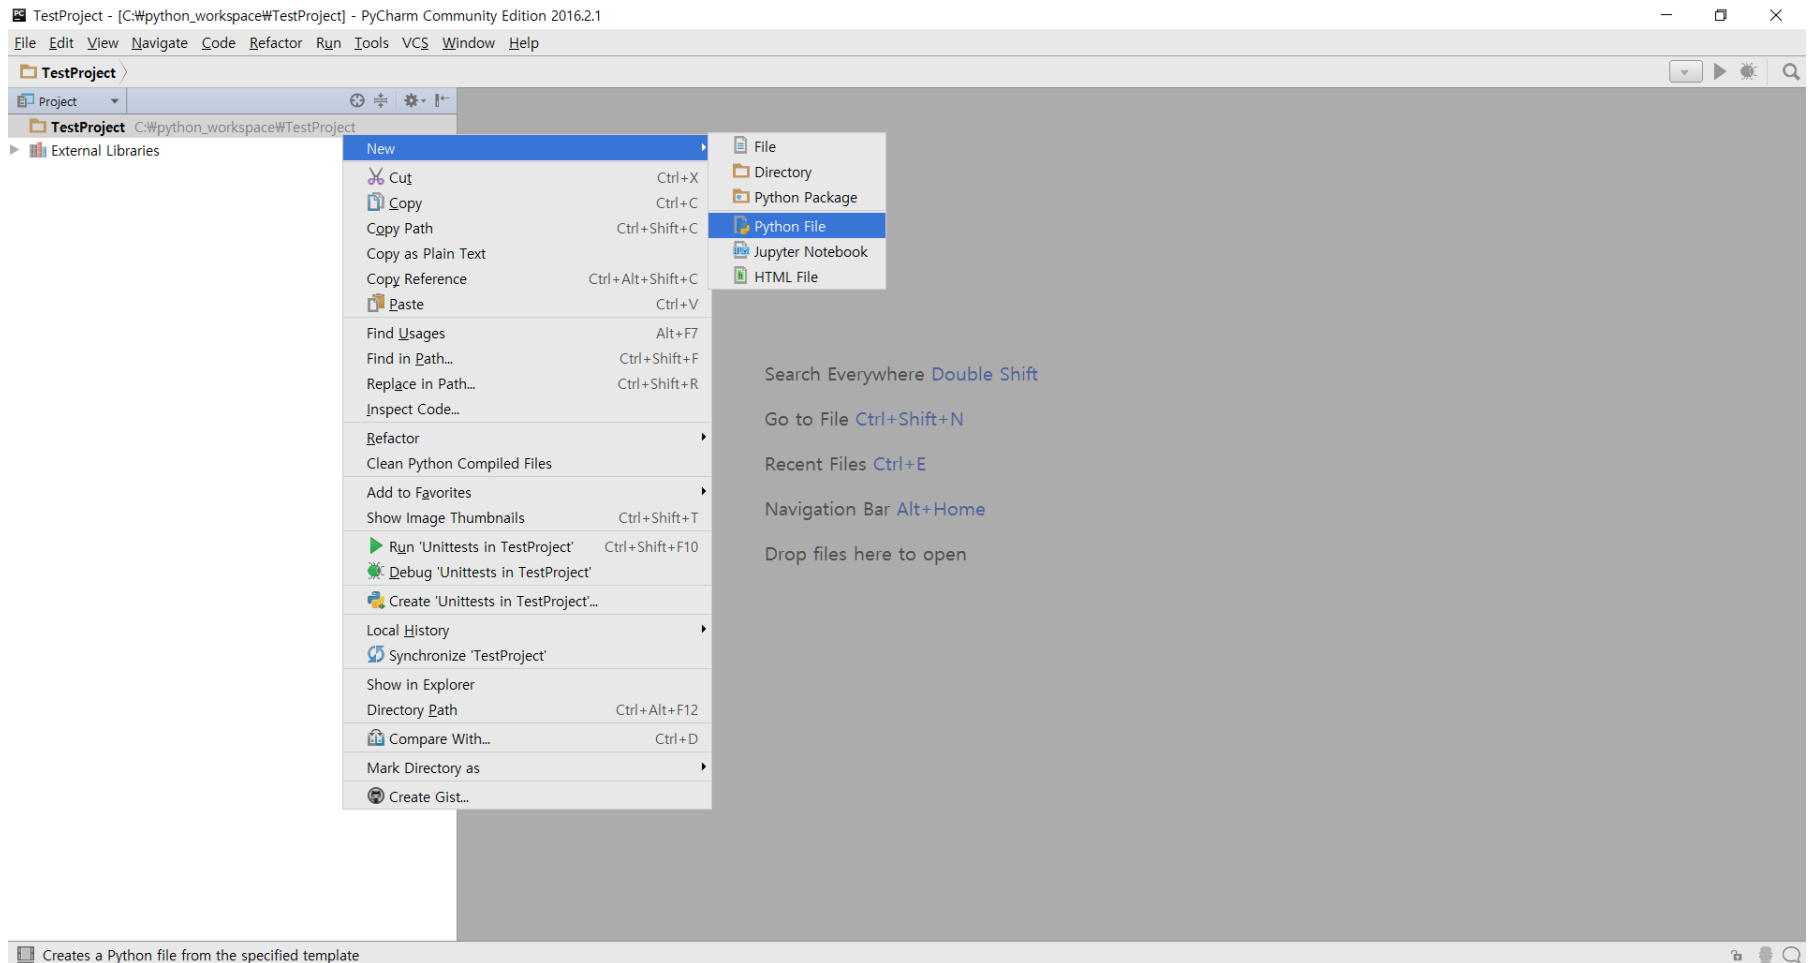 PC TestProject - [C:₩python_workspace₩TestProject] - PyCharm Community Edition 2016.2.1
File Edit View Navigate Code Refactor Run Tools VCS Window Help
TestProject
Project
TestProject C:₩python_workspace₩TestProject
External Libraries
New
Cut Ctrl+X
Copy Ctrl+C
Copy Path Ctrl+Shift+C
Copy as Plain Text
Copy Reference Ctrl+Alt+Shift+C
Paste Ctrl+V
Find Usages Alt+F7
Find in Path... Ctrl+Shift+F
Replace in Path... Ctrl+Shift+R
Inspect Code...
Refactor
Clean Python Compiled Files
Add to Favorites
Show Image Thumbnails Ctrl+Shift+T
Run 'Unittests in TestProject' Ctrl+Shift+F10
Debug 'Unittests in TestProject'
Create 'Unittests in TestProject'...
Local History
Synchronize 'TestProject'
Show in Explorer
Directory Path Ctrl+Alt+F12
Compare With... Ctrl+D
Mark Directory as
Create Gist...
File
Directory
Python Package
Python File
Jupyter Notebook
HTML File
Search Everywhere Double Shift
Go to File Ctrl+Shift+N
Recent Files Ctrl+E
Navigation Bar Alt+Home
Drop files here to open
Creates a Python file from the specified template